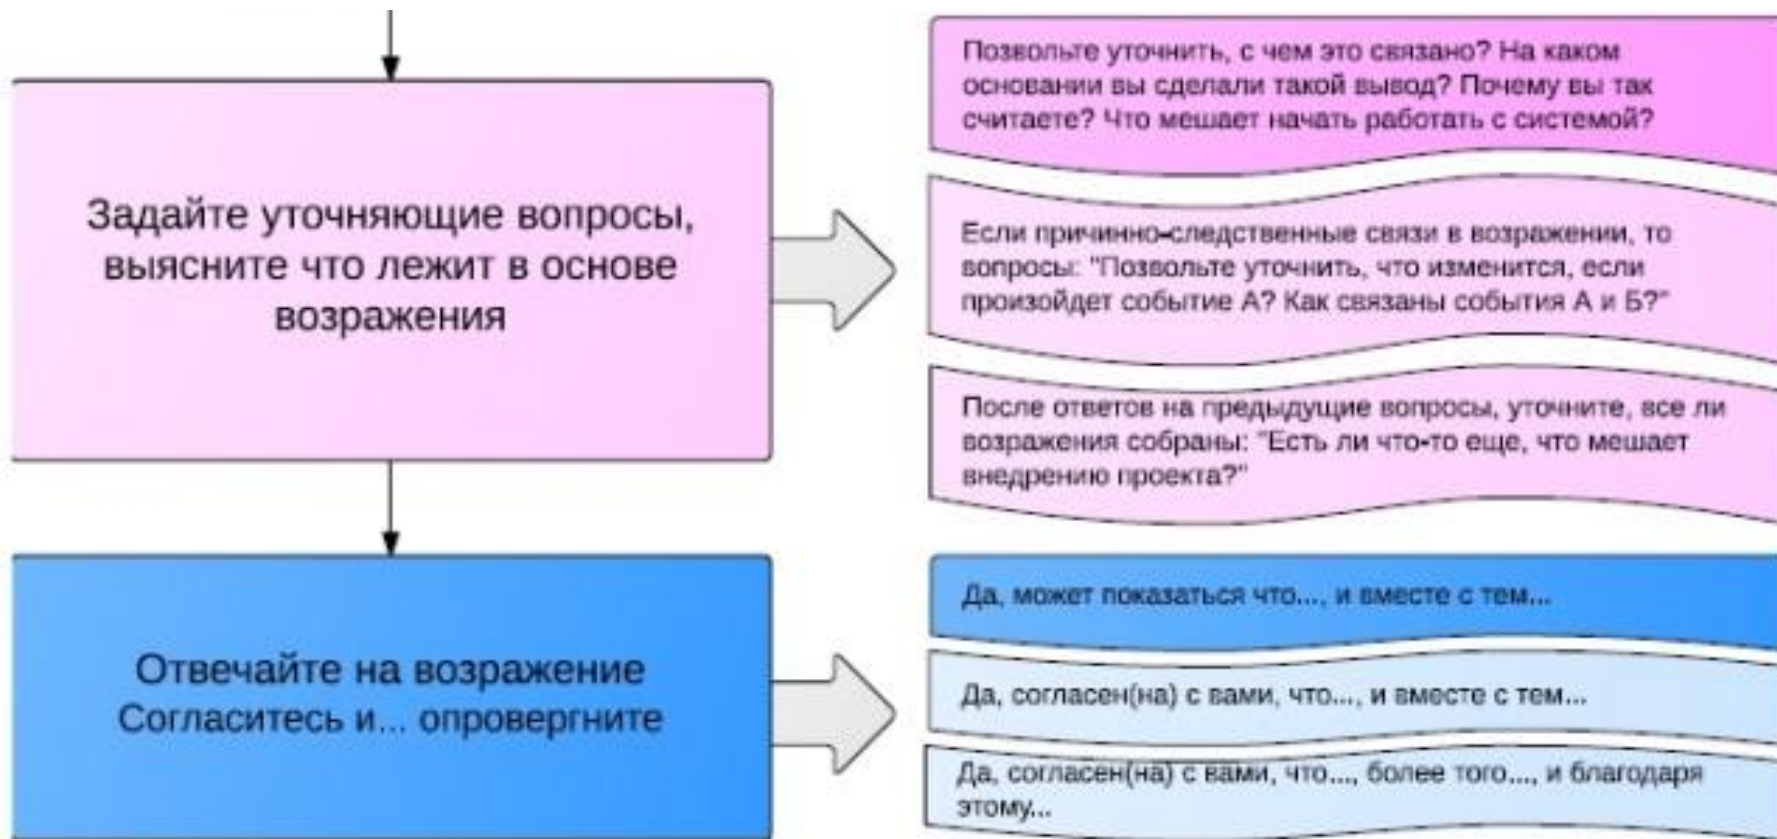 Задайте уточняющие вопросы,
выясните что лежит в основе
возражения
Позвольте уточнить, с чем это связано? На каком
основании вы сделали такой вывод? Почему вы так
считаете? Что мешает начать работать с системой?
Если причинно-следственные связи в возражении, то
вопросы: "Позвольте уточнить, что изменится, если
произойдет событие А? Как связаны события А и Б?"
После ответов на предыдущие вопросы, уточните, все ли
возражения собраны: "Есть ли что-то еще, что мешает
внедрению проекта?"
Отвечайте на возражение
Согласитесь и... опровергните
Да, может показаться что..., и вместе с тем...
Да, согласен(на) с вами, что..., и вместе с тем...
Да, согласен(на) с вами, что..., более того..., и благодаря
этому...